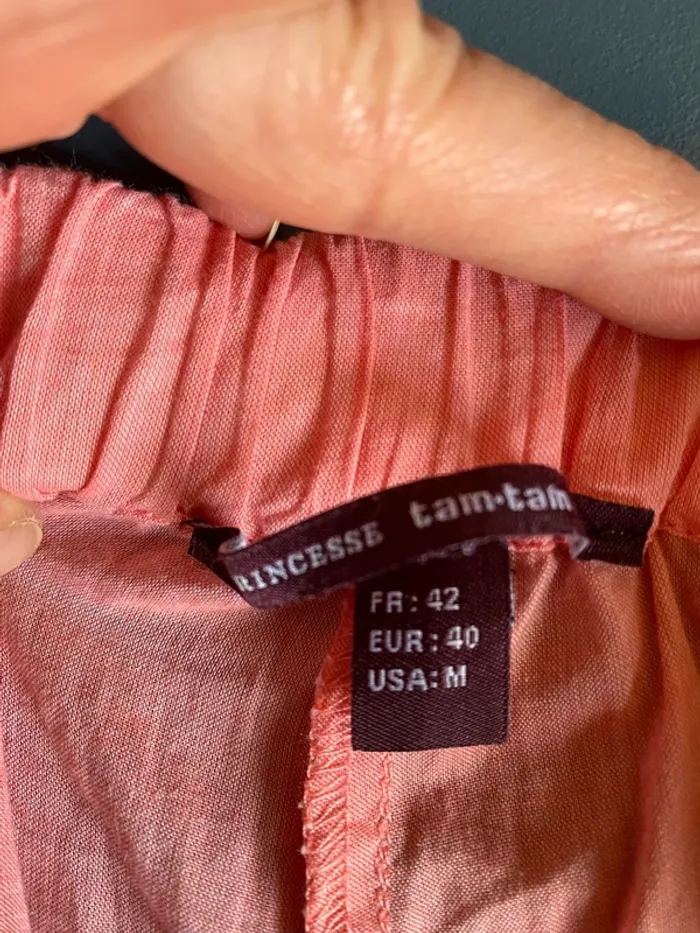 RINCESSE tam·tam
FR: 42
EUR: 40
USA: M